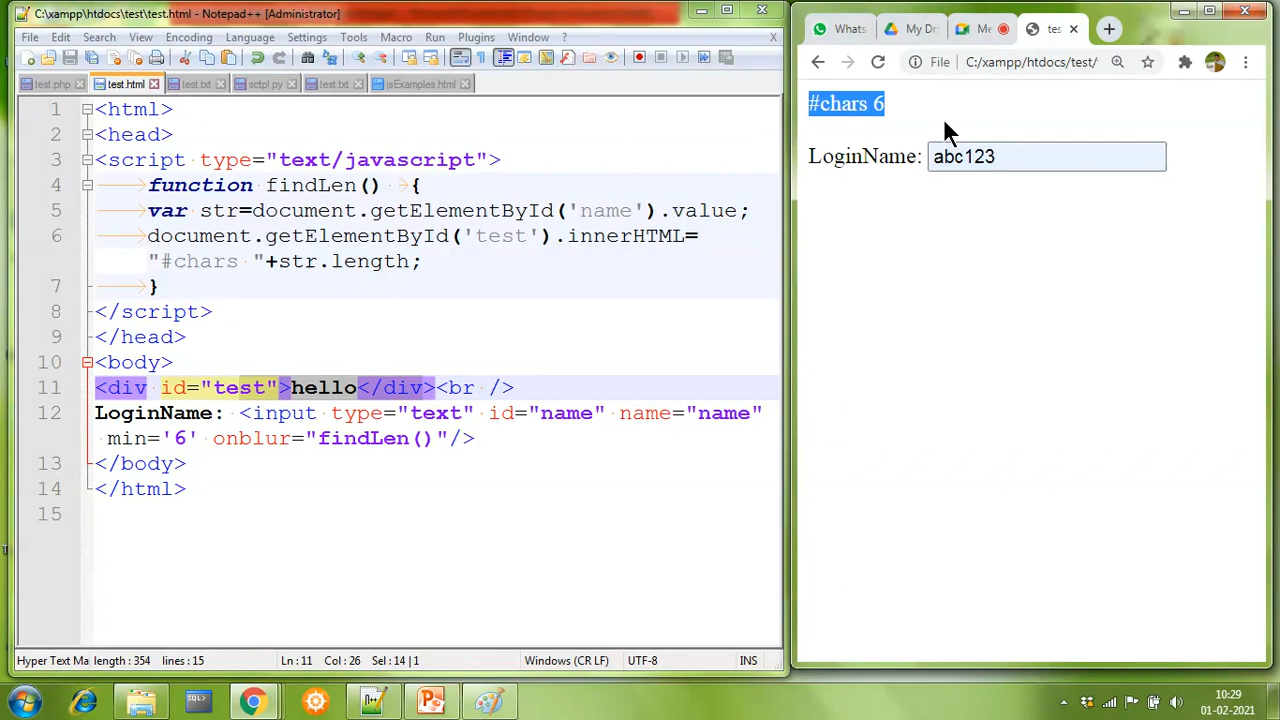 C:\xampp\htdocs\test\test.html - Notepad++ [Administrator]
File Edit Search View Encoding Language Settings Tools Macro Run Plugins Window ? X
test.php test.html test.txt sctpl.py test.txt jsExamples.html
1 <html>
2 <head>
3 <script type="text/javascript">
4 function findLen() {
5 var str=document.getElementById('name').value;
6 document.getElementById('test').innerHTML=
"#chars "+str.length;
7 }
8 </script>
9 </head>
10 <body>
11 <div id="test">hello</div><br />
12 LoginName: <input type="text" id="name" name="name"
min='6' onblur="findLen()"/>
13 </body>
14 </html>
15
Hyper Text Ma length : 354 lines : 15 Ln : 11 Col : 26 Sel : 14 | 1 Windows (CR LF) UTF-8 INS
Whats My Dr Me tes
File C:/xampp/htdocs/test/
#chars 6
LoginName: abc123
10:29
01-02-2021